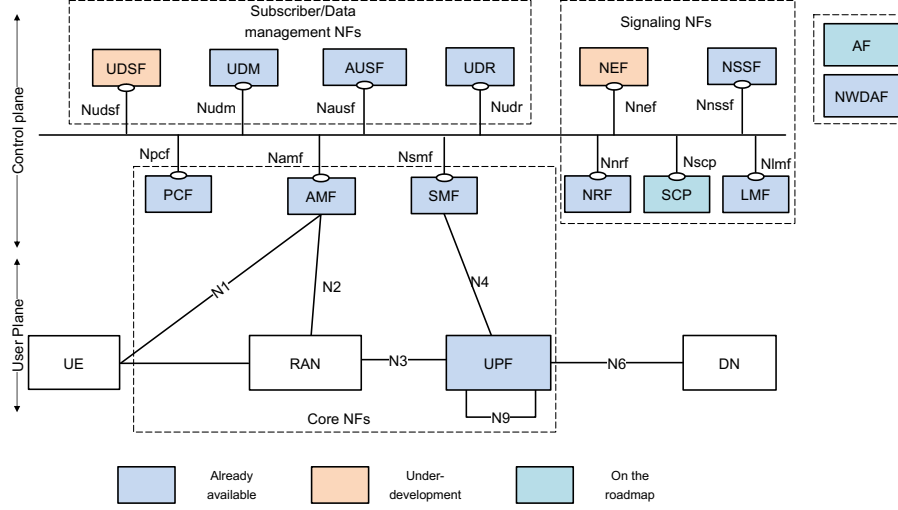 Subscriber/Data
management NFs
Signaling NFs
Control plane
UDSF
UDM
AUSF
UDR
NEF
NSSF
AF
NWDAF
Nudsf
Nudm
Nausf
Nudr
Nnef
Nnssf
Npcf
Namf
Nsmf
Nnrf
Nscp
Nlmf
PCF
AMF
SMF
NRF
SCP
LMF
N1
N2
N4
User Plane
UE
RAN
N3
UPF
N6
DN
N9
Core NFs
Already
available
Under-
development
On the
roadmap